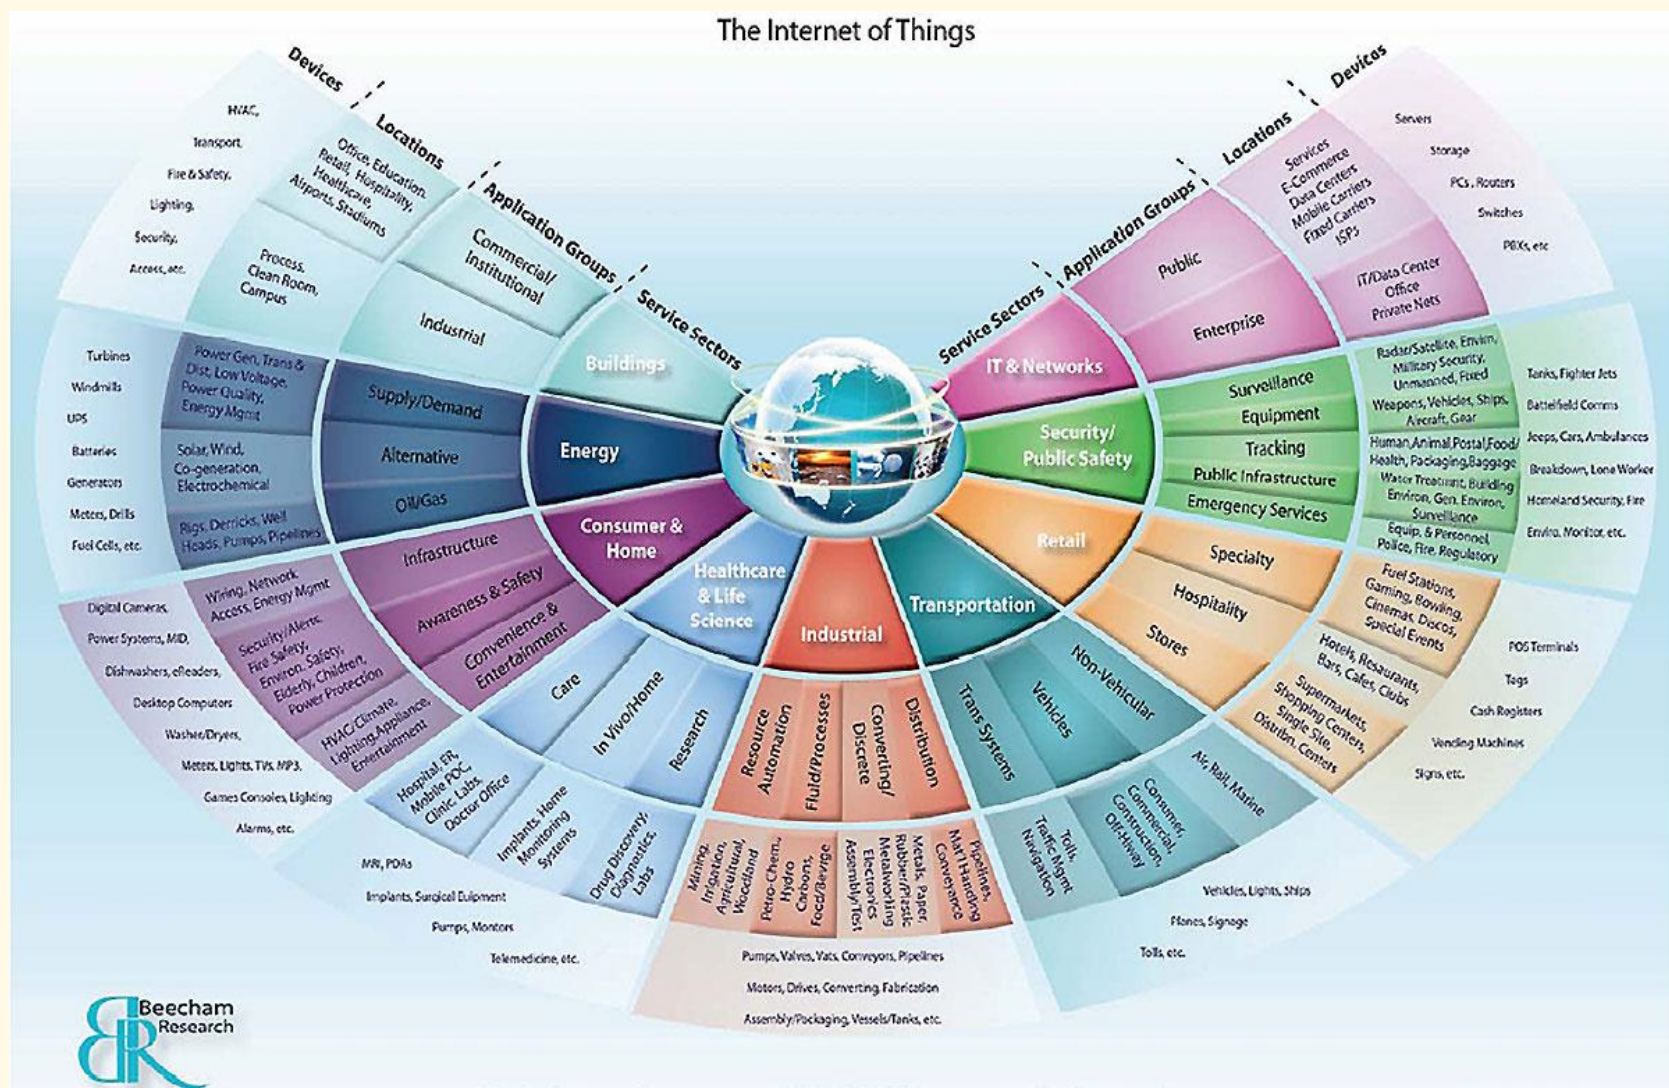 The Internet of Things
Devices
Locations
Application Groups
Service Sectors
Service Sectors
Application Groups
Locations
Devices
HVAC,
Transport,
Fire & Safety,
Lighting,
Security,
Access, etc.
Office, Education,
Retail, Hospitality,
Healthcare,
Airports, Stadiums
Process,
Clean Room,
Campus
Commercial/
Institutional
Industrial
Buildings
Turbines
Windmills
UPS
Batteries
Generators
Meters, Drills
Fuel Cells, etc.
Power Gen, Trans &
Dist, Low Voltage,
Power Quality,
Energy Mgmt
Solar, Wind,
Co-generation,
Electrochemical
Rigs, Derricks, Well
Heads, Pumps, Pipelines
Supply/Demand
Alternative
Oil/Gas
Energy
Digital Cameras,
Power Systems, MID,
Dishwashers, eReaders,
Desktop Computers
Washer/Dryers,
Meters, Lights, TVs, MP3,
Games Consoles, Lighting
Alarms, etc.
Wiring, Network
Access, Energy Mgmt
Security/Alerts,
Fire Safety,
Environ. Safety,
Elderly, Children,
Power Protection
HVAC/Climate,
Lighning,Appliance,
Entertainment
Infrastructure
Awareness & Safety
Convenience &
Entertainment
Consumer &
Home
MRI, PDAs
Implants, Surgical Euipment
Pumps, Montors
Telemedicine, etc.
Hospital, ER,
Mobile POC,
Clinic, Labs,
Doctor Office
Implants, Home
Monitoring
Systems
Drug Discovery,
Diagnostics,
Labs
Care
In Vivo/Home
Research
Healthcare
& Life
Science
Industrial
Resource
Automation
Fluid/Processes
Converting/
Discrete
Distribution
Mining,
Irrigation,
Agricultural,
Woodland
Petro-Chem.,
Hydro
Carbons,
Food/Bevrige
Metals, Paper,
Rubber/Plastic
Metalworking
Electronics
Assembly/Test
Pipelines,
Mat'l Handing
Conveyance
Pumps, Valves, Vats, Conveyors, Pipelines
Motors, Drives, Converting, Fabrication
Assembly/Packaging, Vessels/Tanks, etc.
Transportation
Non-Vehicular
Vehicles
Trans Systems
Air, Rail, Marine
Consumer,
Commercial,
Construction,
Off-Hiway
Tolls,
Traffic Mgmt
Navigation
Vehicles, Lights, Ships
Planes, Signage
Tolls, etc.
Retail
Specialty
Hospitality
Stores
Fuel Stations,
Gaming, Bowling,
Cinemas, Discos,
Special Events
Hotels, Resaurants,
Bars, Cafes, Clubs
Supermarkets,
Shopping Centers,
Single Site,
Distribn, Centers
POS Terminals
Tags
Cash Registers
Vending Machines
Signs, etc.
Security/
Public Safety
Surveillance
Equipment
Tracking
Public Infrastructure
Emergency Services
Radar/Satellite, Envirn,
Millitary Security,
Unmanned, Fixed
Weapons, Vehicles, Ships,
Aircraft, Gear
Human,Animal,Postal,Food/
Health, Packaging,Baggage
Water Treatmnt, Building
Environ, Gen. Environ,
Surveillance
Equip. & Personnel,
Police, Fire, Regulatory
Tanks, Fighter Jets
Battelfield Comms
Jeeps, Cars, Ambulances
Breakdown, Lone Worker
Homeland Security, Fire
Enviro. Monitor, etc.
IT & Networks
Public
Enterprise
Services
E-Commerce
Data Centers
Mobile Carriers
Fixed Carriers
ISPs
IT/Data Center
Office
Private Nets
Servers
Storage
PCs, Routers
Switches
PBXs, etc
Beecham
Research
BR